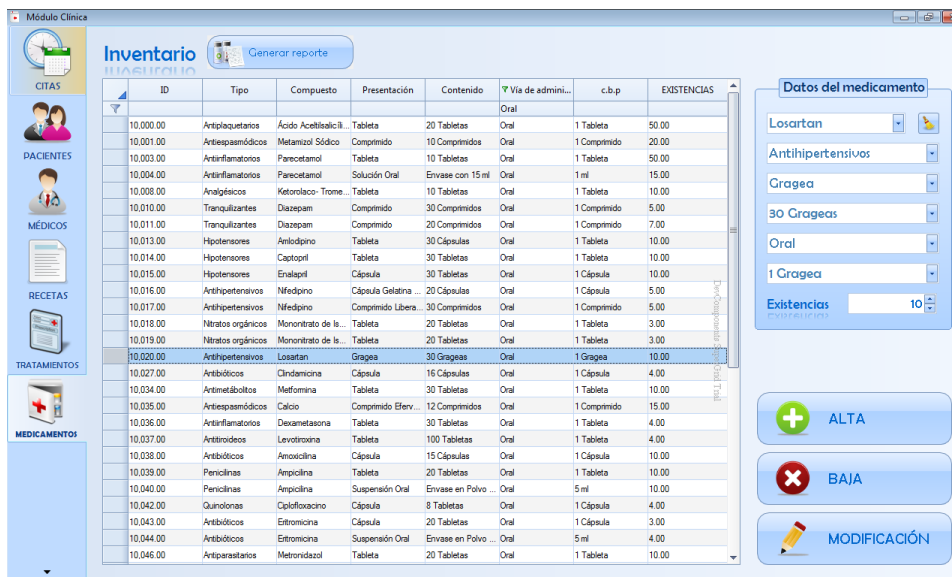 Módulo Clínica
CITAS
PACIENTES
MÉDICOS
RECETAS
TRATAMIENTOS
MEDICAMENTOS
Inventario
Generar reporte
ID Tipo Compuesto Presentación Contenido Vía de admini... c.b.p EXISTENCIAS
Oral
10,000.00 Antiplaquetarios Ácido Acetilsalicíli... Tableta 20 Tabletas Oral 1 Tableta 50.00
10,001.00 Antiespasmódicos Metamizol Sódico Comprimido 10 Comprimidos Oral 1 Comprimido 20.00
10,003.00 Antiinflamatorios Parecetamol Tableta 10 Tabletas Oral 1 Tableta 50.00
10,004.00 Antiinflamatorios Parecetamol Solución Oral Envase con 15 ml Oral 1 ml 15.00
10,008.00 Analgésicos Ketorolaco- Trome... Tableta 10 Tabletas Oral 1 Tableta 10.00
10,010.00 Tranquilizantes Diazepam Comprimido 30 Comprimidos Oral 1 Comprimido 5.00
10,011.00 Tranquilizantes Diazepam Comprimido 20 Comprimidos Oral 1 Comprimido 7.00
10,013.00 Hipotensores Amlodipino Tableta 30 Cápsulas Oral 1 Tableta 10.00
10,014.00 Hipotensores Captopril Tableta 30 Tabletas Oral 1 Tableta 10.00
10,015.00 Hipotensores Enalapril Cápsula 30 Tabletas Oral 1 Cápsula 10.00
10,016.00 Antihipertensivos Nifedipino Cápsula Gelatina ... 20 Cápsulas Oral 1 Cápsula 5.00
10,017.00 Antihipertensivos Nifedipino Comprimido Libera... 30 Comprimidos Oral 1 Comprimido 5.00
10,018.00 Nitratos orgánicos Mononitrato de Is... Tableta 20 Tabletas Oral 1 Tableta 3.00
10,019.00 Nitratos orgánicos Mononitrato de Is... Tableta 20 Tabletas Oral 1 Tableta 3.00
10,020.00 Antihipertensivos Losartan Gragea 30 Grageas Oral 1 Gragea 10.00
10,027.00 Antibióticos Clindamicina Cápsula 16 Cápsulas Oral 1 Cápsula 4.00
10,034.00 Antimetábolitos Metformina Tableta 30 Tabletas Oral 1 Tableta 10.00
10,035.00 Antiespasmódicos Calcio Comprimido Eferv... 12 Comprimidos Oral 1 Comprimido 15.00
10,036.00 Antiinflamatorios Dexametasona Tableta 30 Tabletas Oral 1 Tableta 4.00
10,037.00 Antitiroideos Levotiroxina Tableta 100 Tabletas Oral 1 Tableta 4.00
10,038.00 Antibióticos Amoxicilina Cápsula 15 Cápsulas Oral 1 Cápsula 10.00
10,039.00 Penicilinas Ampicilina Tableta 20 Tabletas Oral 1 Tableta 10.00
10,040.00 Penicilinas Ampicilina Suspensión Oral Envase en Polvo ... Oral 5 ml 10.00
10,042.00 Quinolonas Ciplofloxacino Cápsula 8 Tabletas Oral 1 Cápsula 4.00
10,043.00 Antibióticos Eritromicina Cápsula 20 Tabletas Oral 1 Cápsula 3.00
10,044.00 Antibióticos Eritromicina Suspensión Oral Envase en Polvo ... Oral 5 ml 4.00
10,046.00 Antiparasitarios Metronidazol Tableta 20 Tabletas Oral 1 Tableta 10.00
DevComponents SuperGrid Trial
Datos del medicamento
Losartan
Antihipertensivos
Gragea
30 Grageas
Oral
1 Gragea
Existencias 10
ALTA
BAJA
MODIFICACIÓN